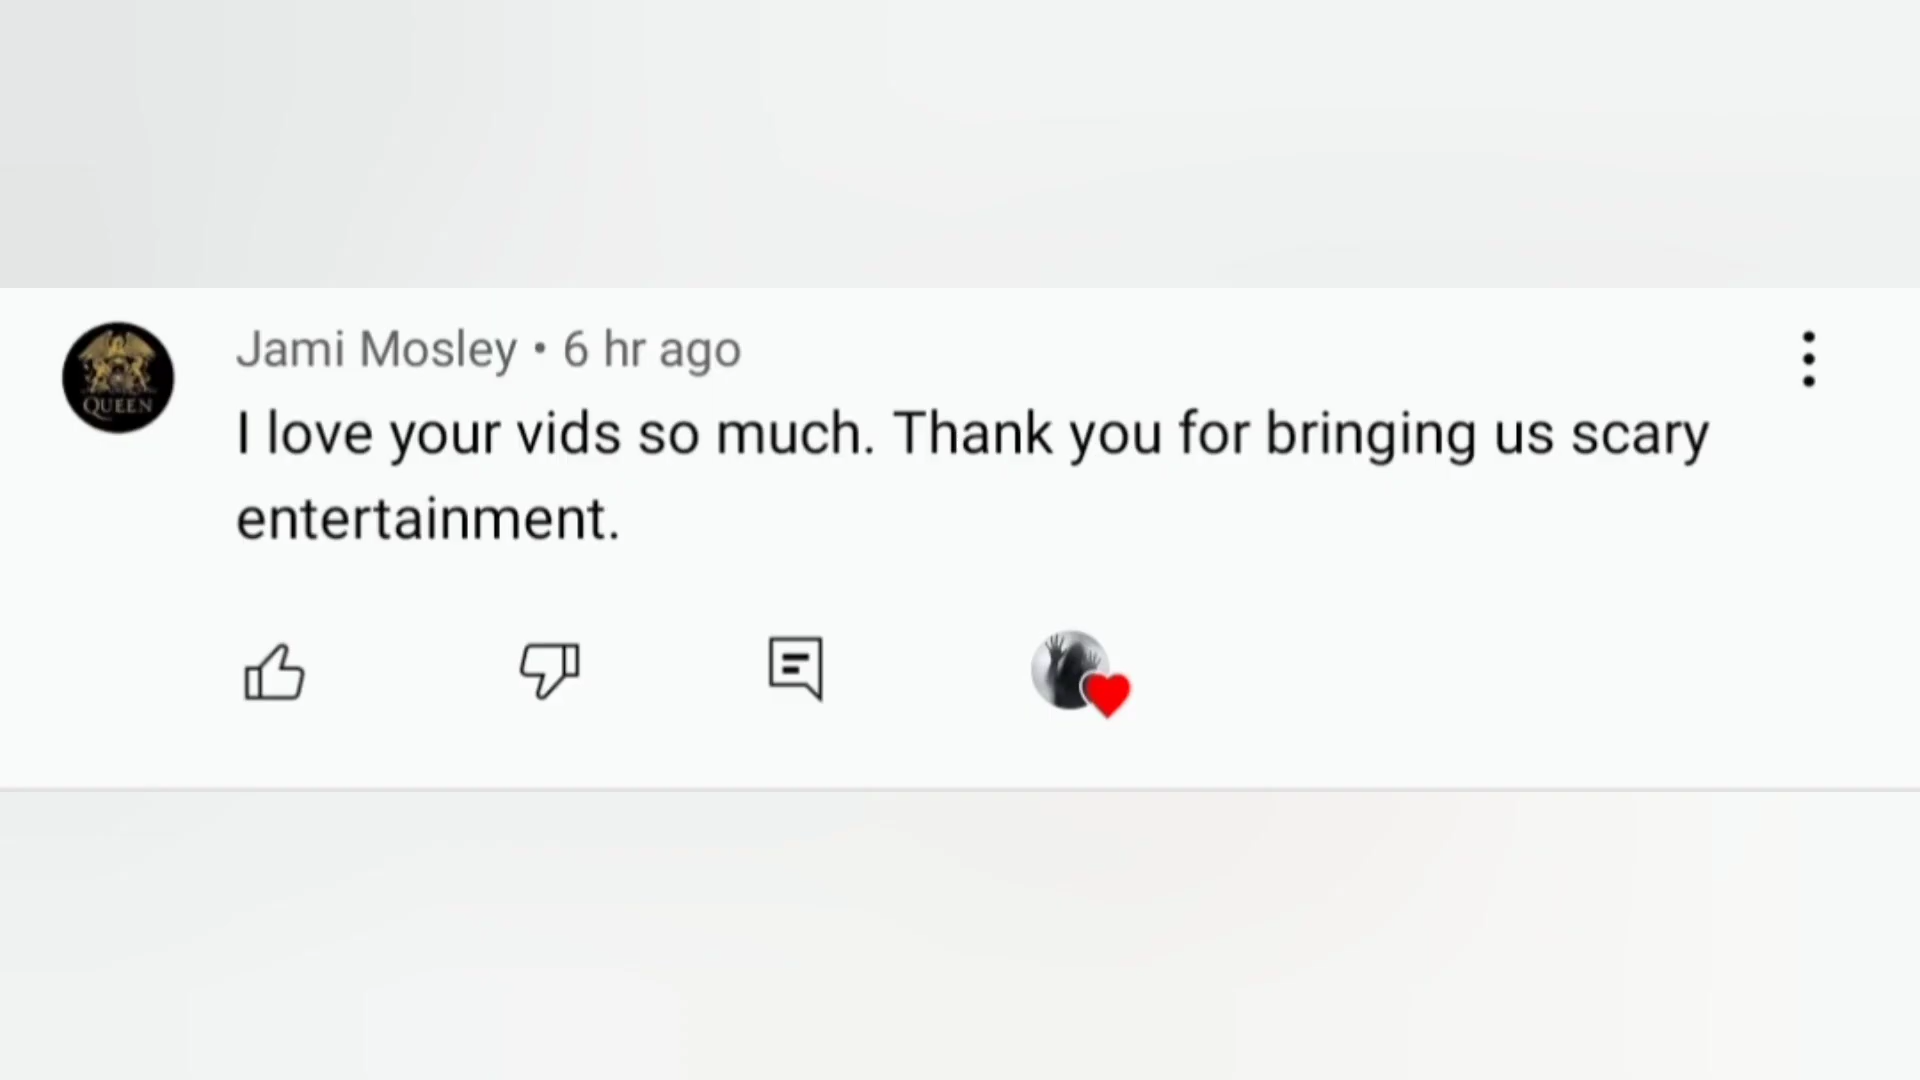 Jami Mosley • 6 hr ago
I love your vids so much. Thank you for bringing us scary
entertainment.
QUEEN